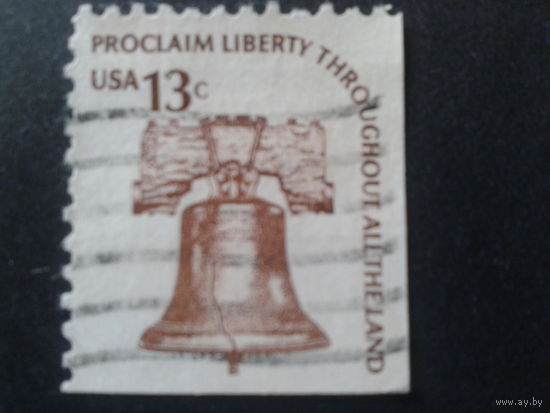 PROCLAIM LIBERTY THROUGHOUT ALL THE LAND
USA 13c
www.ay.by